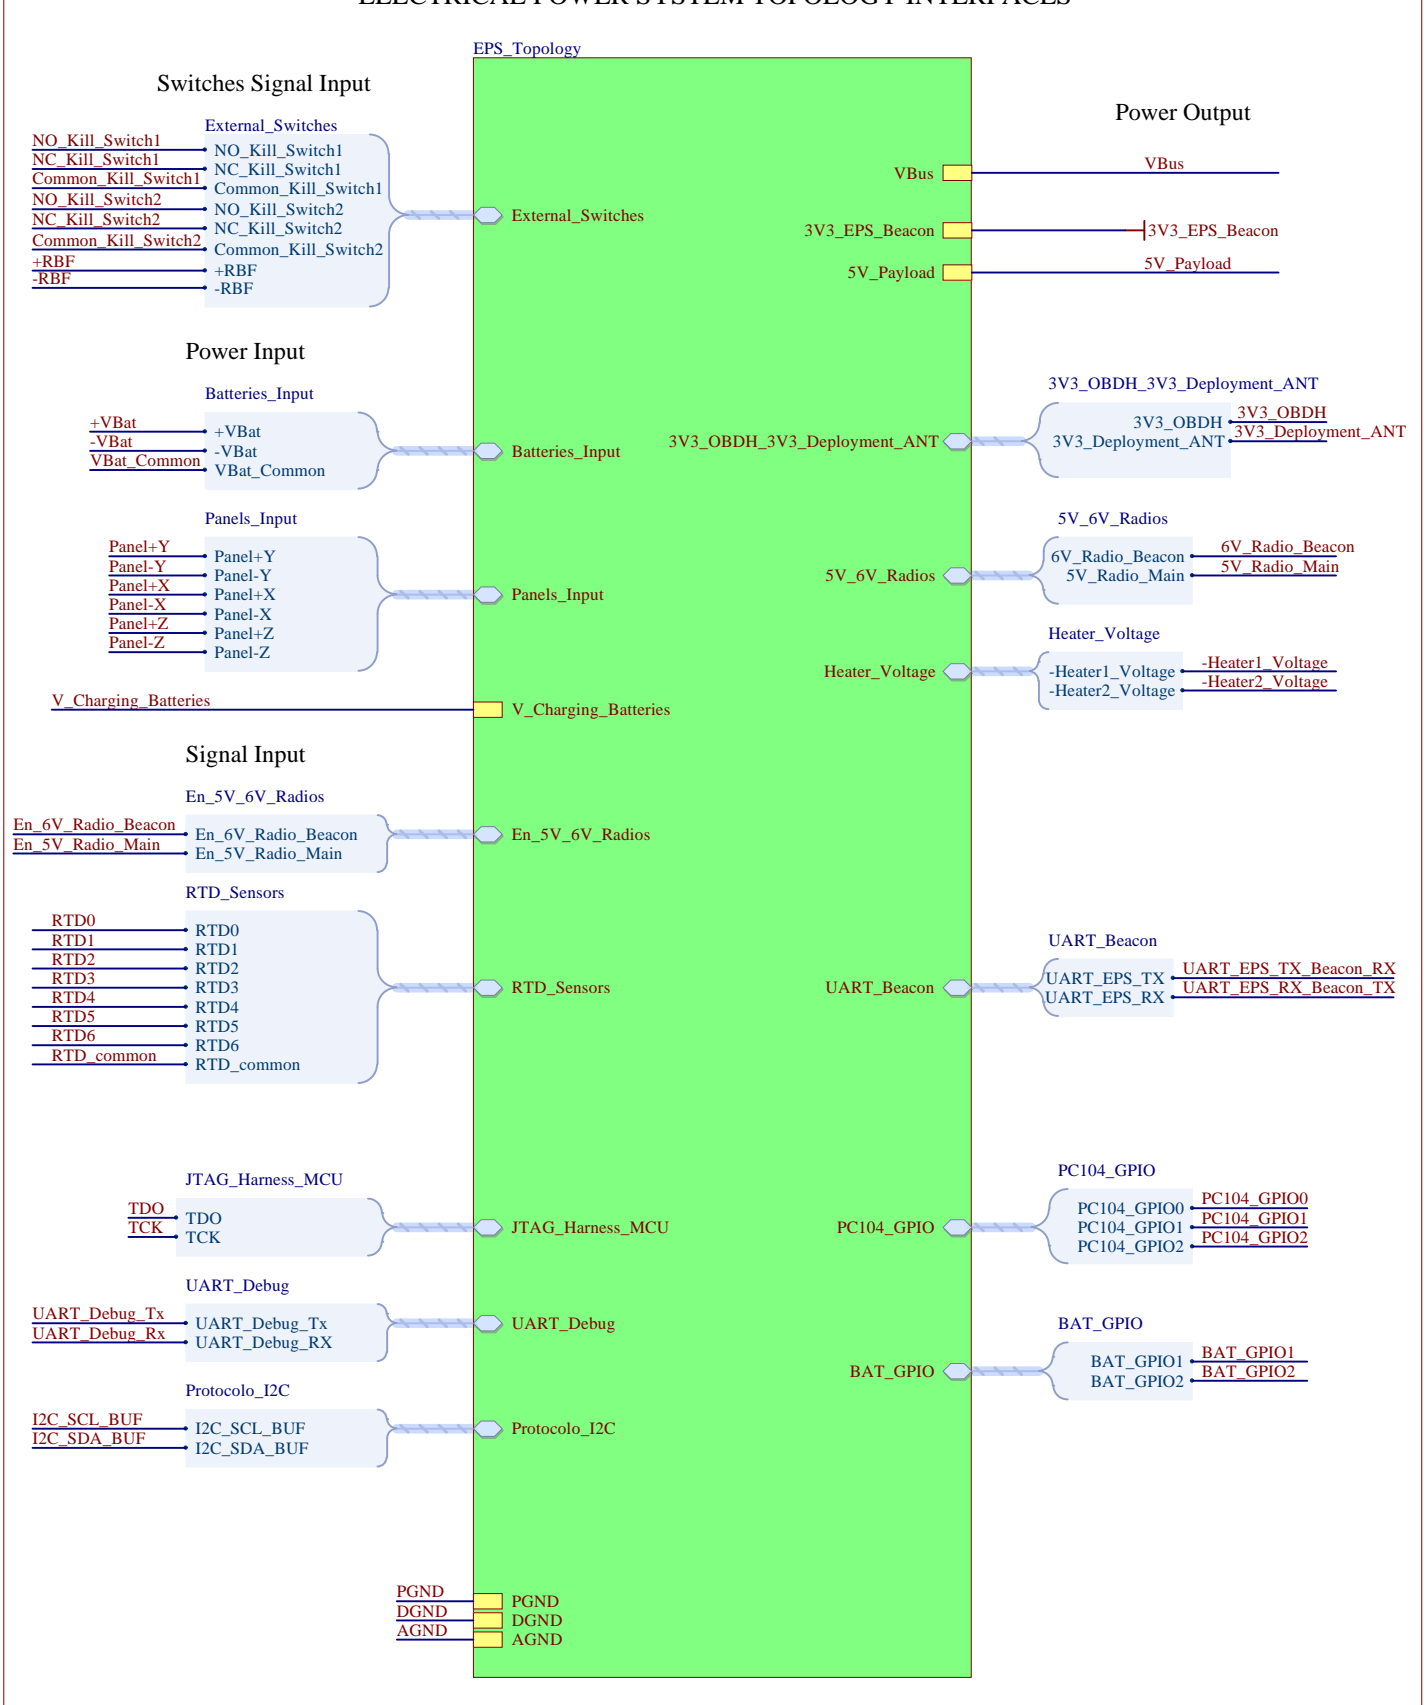 ELECTRICAL POWER SYSTEM TOPOLOGY INTERFACES
EPS_Topology
Switches Signal Input
External_Switches
NO_Kill_Switch1
NC_Kill_Switch1
Common_Kill_Switch1
NO_Kill_Switch2
NC_Kill_Switch2
Common_Kill_Switch2
+RBF
-RBF
NO_Kill_Switch1
NC_Kill_Switch1
Common_Kill_Switch1
NO_Kill_Switch2
NC_Kill_Switch2
Common_Kill_Switch2
+RBF
-RBF
External_Switches
Power Input
Batteries_Input
+VBat
-VBat
VBat_Common
+VBat
-VBat
VBat_Common
Batteries_Input
Panels_Input
Panel+Y
Panel-Y
Panel+X
Panel-X
Panel+Z
Panel-Z
Panel+Y
Panel-Y
Panel+X
Panel-X
Panel+Z
Panel-Z
Panels_Input
V_Charging_Batteries
V_Charging_Batteries
Signal Input
En_5V_6V_Radios
En_6V_Radio_Beacon
En_5V_Radio_Main
En_6V_Radio_Beacon
En_5V_Radio_Main
En_5V_6V_Radios
RTD_Sensors
RTD0
RTD1
RTD2
RTD3
RTD4
RTD5
RTD6
RTD_common
RTD0
RTD1
RTD2
RTD3
RTD4
RTD5
RTD6
RTD_common
RTD_Sensors
JTAG_Harness_MCU
TDO
TCK
TDO
TCK
JTAG_Harness_MCU
UART_Debug
UART_Debug_Tx
UART_Debug_Rx
UART_Debug_Tx
UART_Debug_RX
UART_Debug
Protocolo_I2C
I2C_SCL_BUF
I2C_SDA_BUF
I2C_SCL_BUF
I2C_SDA_BUF
Protocolo_I2C
PGND
DGND
AGND
PGND
DGND
AGND
Power Output
VBus
VBus
3V3_EPS_Beacon
3V3_EPS_Beacon
5V_Payload
5V_Payload
3V3_OBDH_3V3_Deployment_ANT
3V3_OBDH_3V3_Deployment_ANT
3V3_OBDH
3V3_Deployment_ANT
3V3_OBDH
3V3_Deployment_ANT
5V_6V_Radios
5V_6V_Radios
6V_Radio_Beacon
5V_Radio_Main
6V_Radio_Beacon
5V_Radio_Main
Heater_Voltage
Heater_Voltage
-Heater1_Voltage
-Heater2_Voltage
-Heater1_Voltage
-Heater2_Voltage
UART_Beacon
UART_Beacon
UART_EPS_TX
UART_EPS_RX
UART_EPS_TX_Beacon_RX
UART_EPS_RX_Beacon_TX
PC104_GPIO
PC104_GPIO
PC104_GPIO0
PC104_GPIO1
PC104_GPIO2
PC104_GPIO0
PC104_GPIO1
PC104_GPIO2
BAT_GPIO
BAT_GPIO
BAT_GPIO1
BAT_GPIO2
BAT_GPIO1
BAT_GPIO2